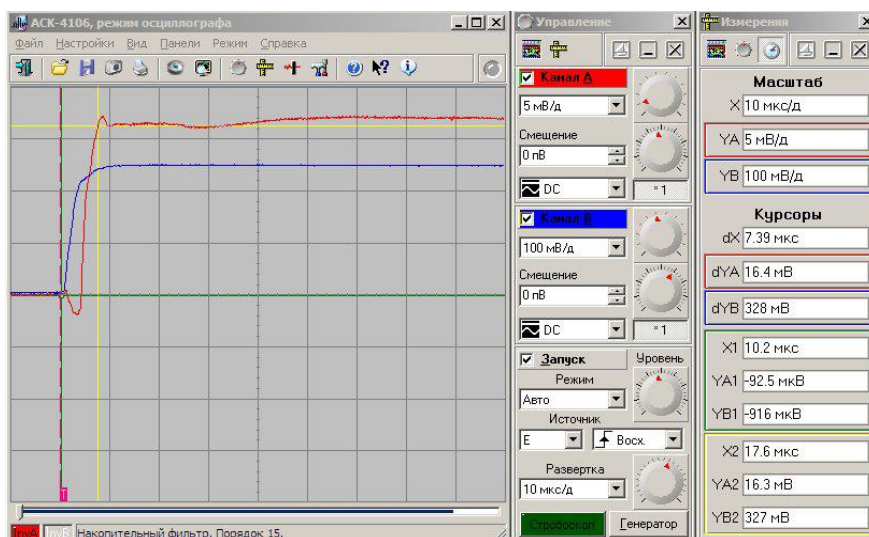 АСК-4106, режим осциллографа
Файл Настройки Вид Панели Режим Справка
T
InvA InvB Накопительный фильтр. Порядок 15.
Управление
Канал А
5 мВ/д
Смещение
0 пВ
DC
*1
Канал В
100 мВ/д
Смещение
0 пВ
DC
*1
Запуск
Уровень
Режим
Авто
Источник
E
Восх.
Развертка
10 мкс/д
Стробоскоп
Генератор
Измерения
Масштаб
X 10 мкс/д
YA 5 мВ/д
YB 100 мВ/д
Курсоры
dX 7.39 мкс
dYA 16.4 мВ
dYB 328 мВ
X1 10.2 мкс
YA1 -92.5 мкВ
YB1 -916 мкВ
X2 17.6 мкс
YA2 16.3 мВ
YB2 327 мВ